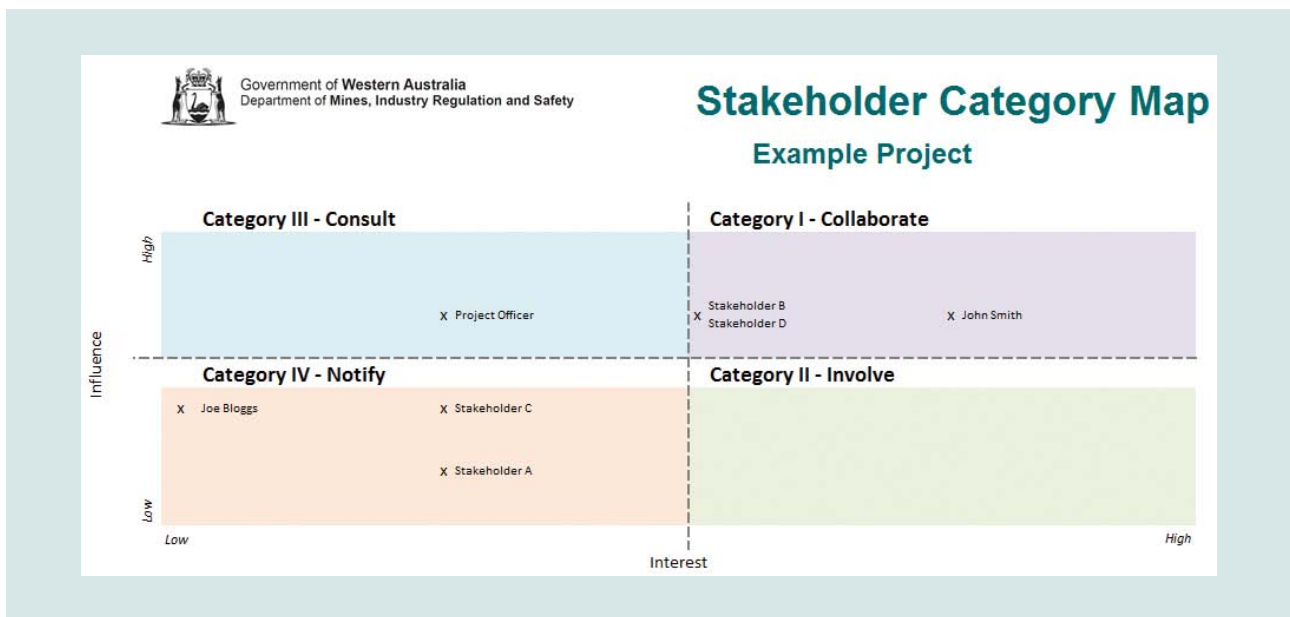 Government of Western Australia
Department of Mines, Industry Regulation and Safety
Stakeholder Category Map
Example Project
Category III - Consult
Category I - Collaborate
High
x Project Officer
x Stakeholder B
Stakeholder D
x John Smith
Influence
Category IV - Notify
Category II - Involve
x Joe Bloggs
x Stakeholder C
x Stakeholder A
Low
Low
High
Interest